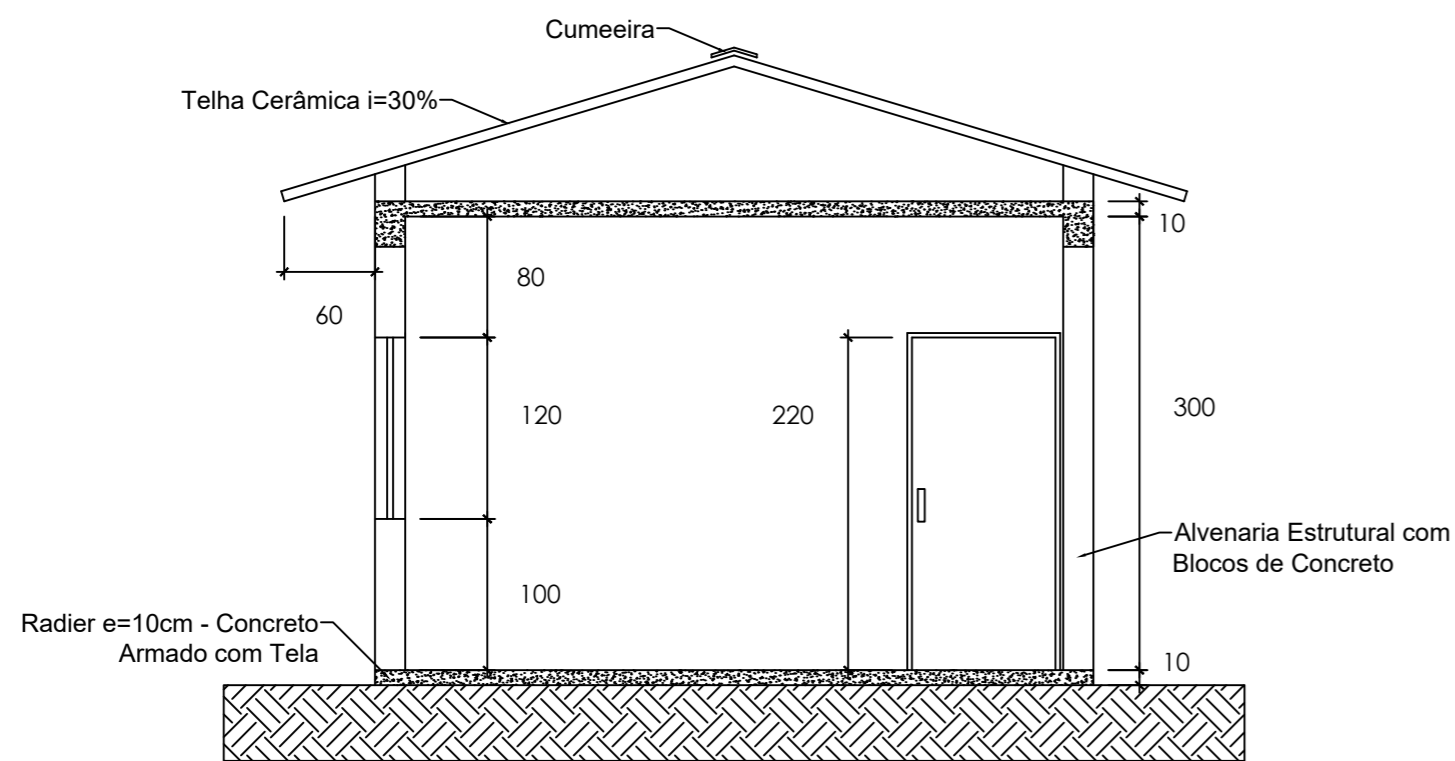 Cumeeira
Telha Cerâmica i=30%
10
80
60
120
220
300
Alvenaria Estrutural com
Blocos de Concreto
100
Radier e=10cm - Concreto
Armado com Tela
10